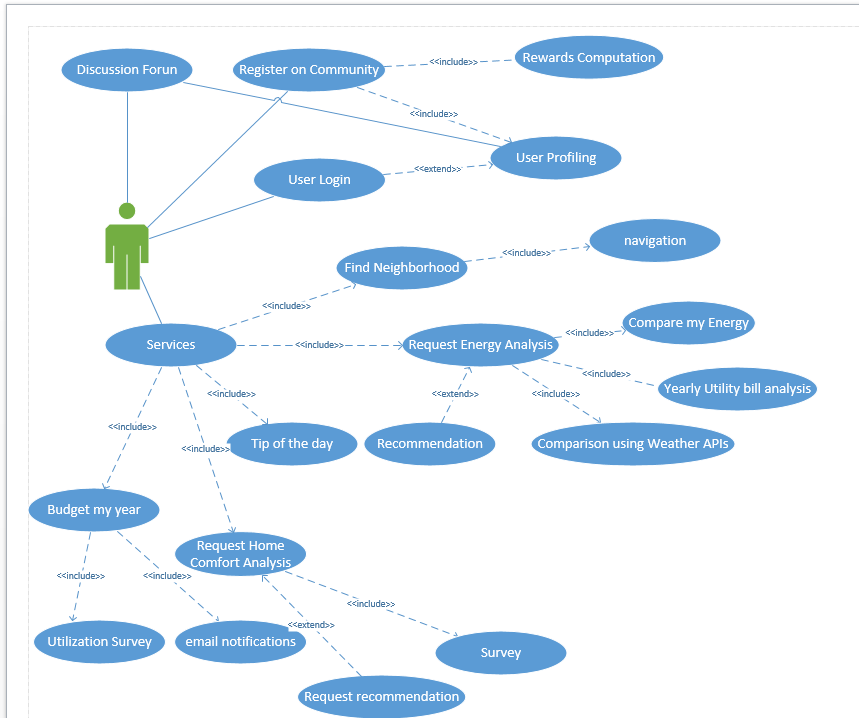 Discussion Forun
Register on Community
<<include>>
Rewards Computation
<<include>>
User Profiling
User Login
<<extend>>
Find Neighborhood
<<include>>
navigation
<<include>>
Services
<<include>>
Request Energy Analysis
<<include>>
Compare my Energy
<<include>>
Yearly Utility bill analysis
<<include>>
<<extend>>
<<include>>
Tip of the day
Recommendation
Comparison using Weather APIs
<<include>>
<<include>>
Budget my year
Request Home
Comfort Analysis
<<include>>
<<include>>
<<include>>
<<extend>>
Utilization Survey
email notifications
Survey
Request recommendation